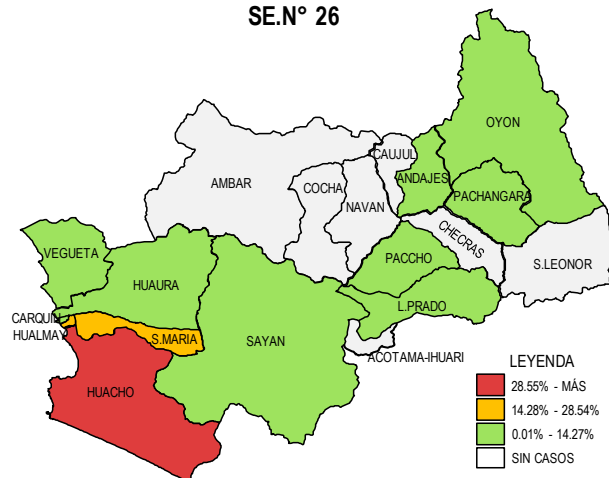 SE.N° 26
OYON
CAUJUL
ANDAJES
AMBAR
COCHA
PACHANGARA
NAVAN
CHECRAS
VEGUETA
PACCHO
S.LEONOR
HUAURA
L.PRADO
CARQUIN
HUALMAY
S.MARIA
SAYAN
ACOTAMA-IHUARI
HUACHO
LEYENDA
28.55% - MÁS
14.28% - 28.54%
0.01% - 14.27%
SIN CASOS